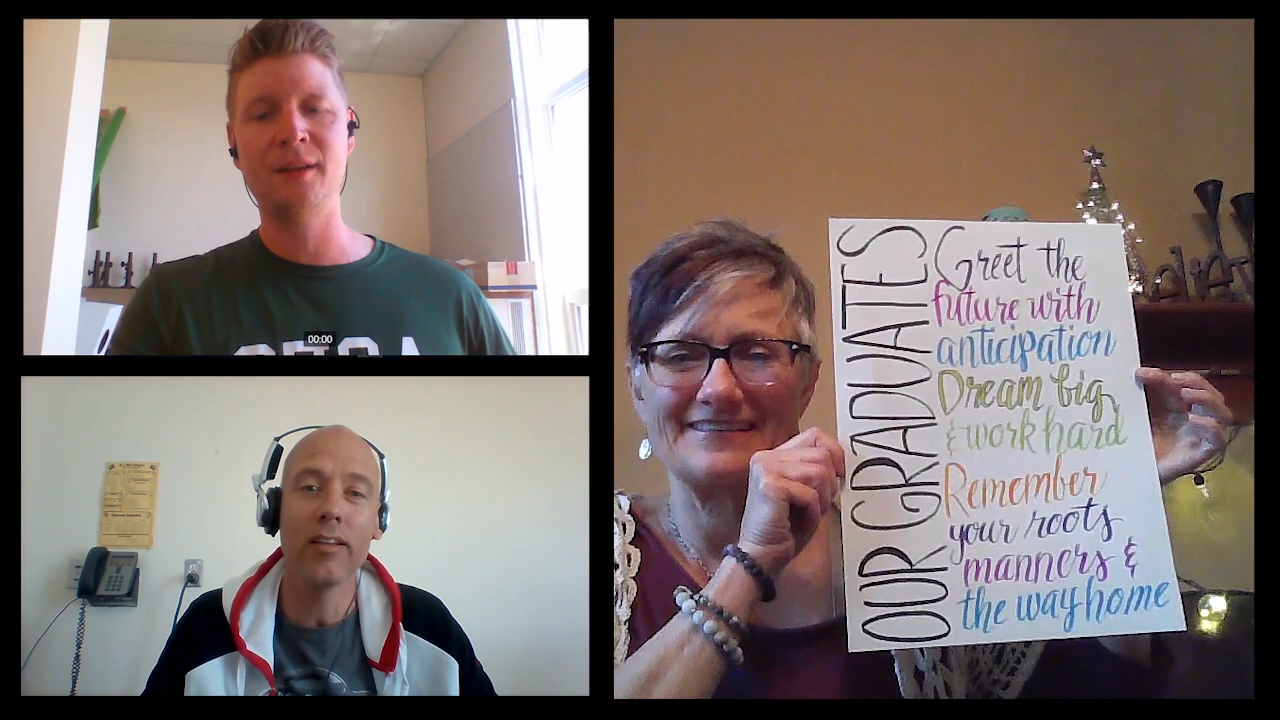 00:00
OUR GRADUATES
Greet the
future with
anticipation
Dream big
& work hard
Remember
your roots
manners &
the way home